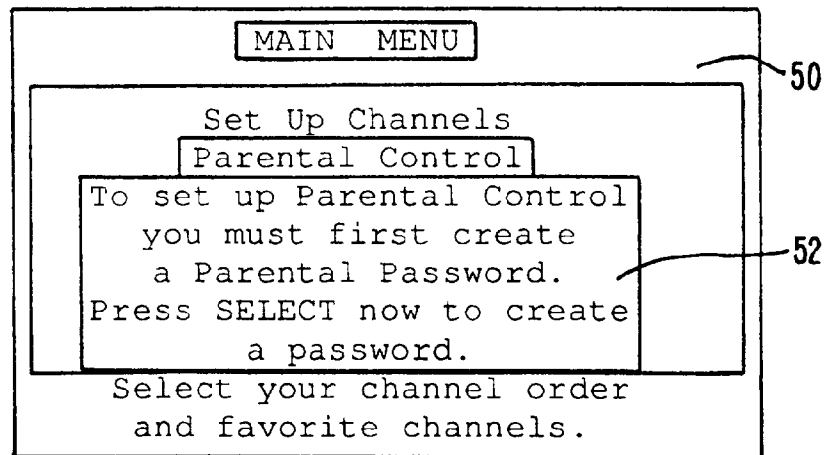 MAIN MENU
50
Set Up Channels
Parental Control
To set up Parental Control
you must first create
a Parental Password.
52
Press SELECT now to create
a password.
Select your channel order
and favorite channels.